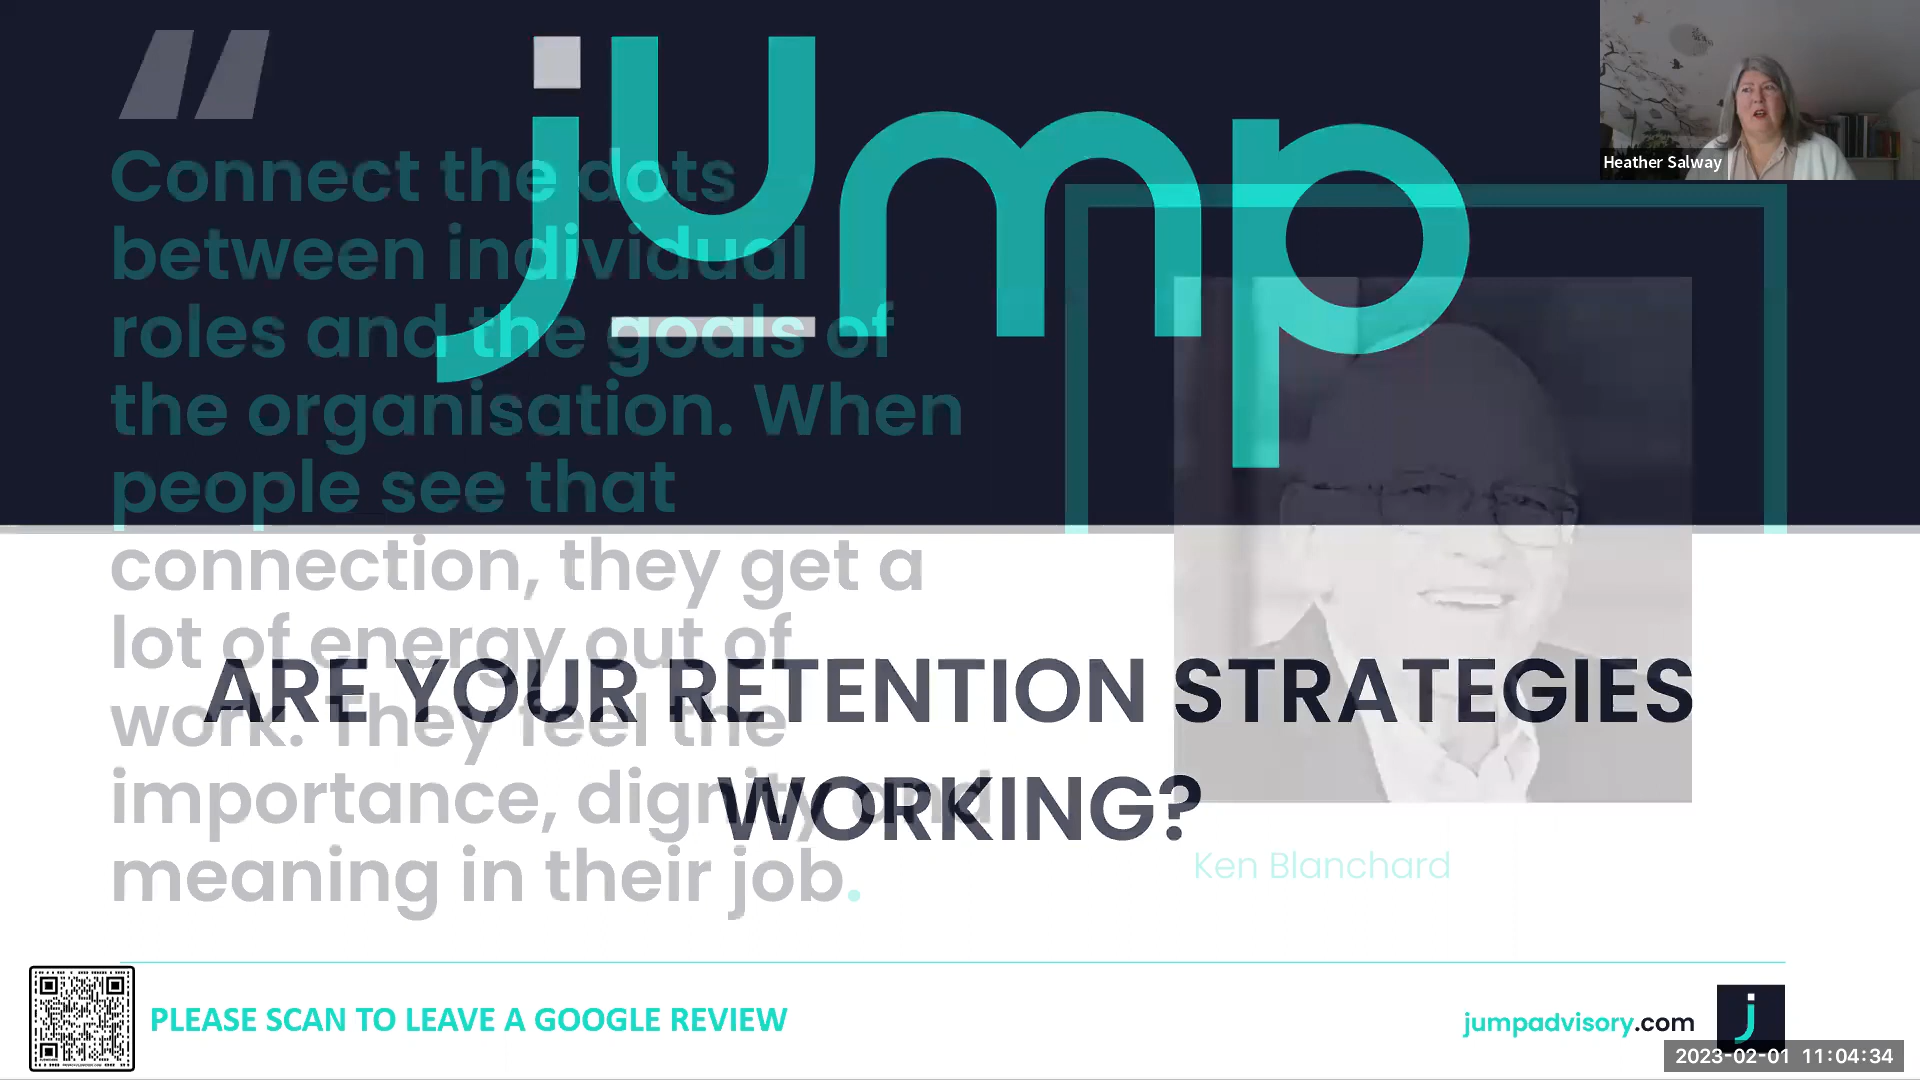 jump
Heather Salway
Connect the dots
between individual
roles and the goals of
the organisation. When
people see that
connection, they get a
lot of energy out of
work. They feel the
importance, dignity and
meaning in their job.
ARE YOUR RETENTION STRATEGIES
WORKING?
Ken Blanchard
PLEASE SCAN TO LEAVE A GOOGLE REVIEW
jumpadvisory.com
j
2023-02-01 11:04:34